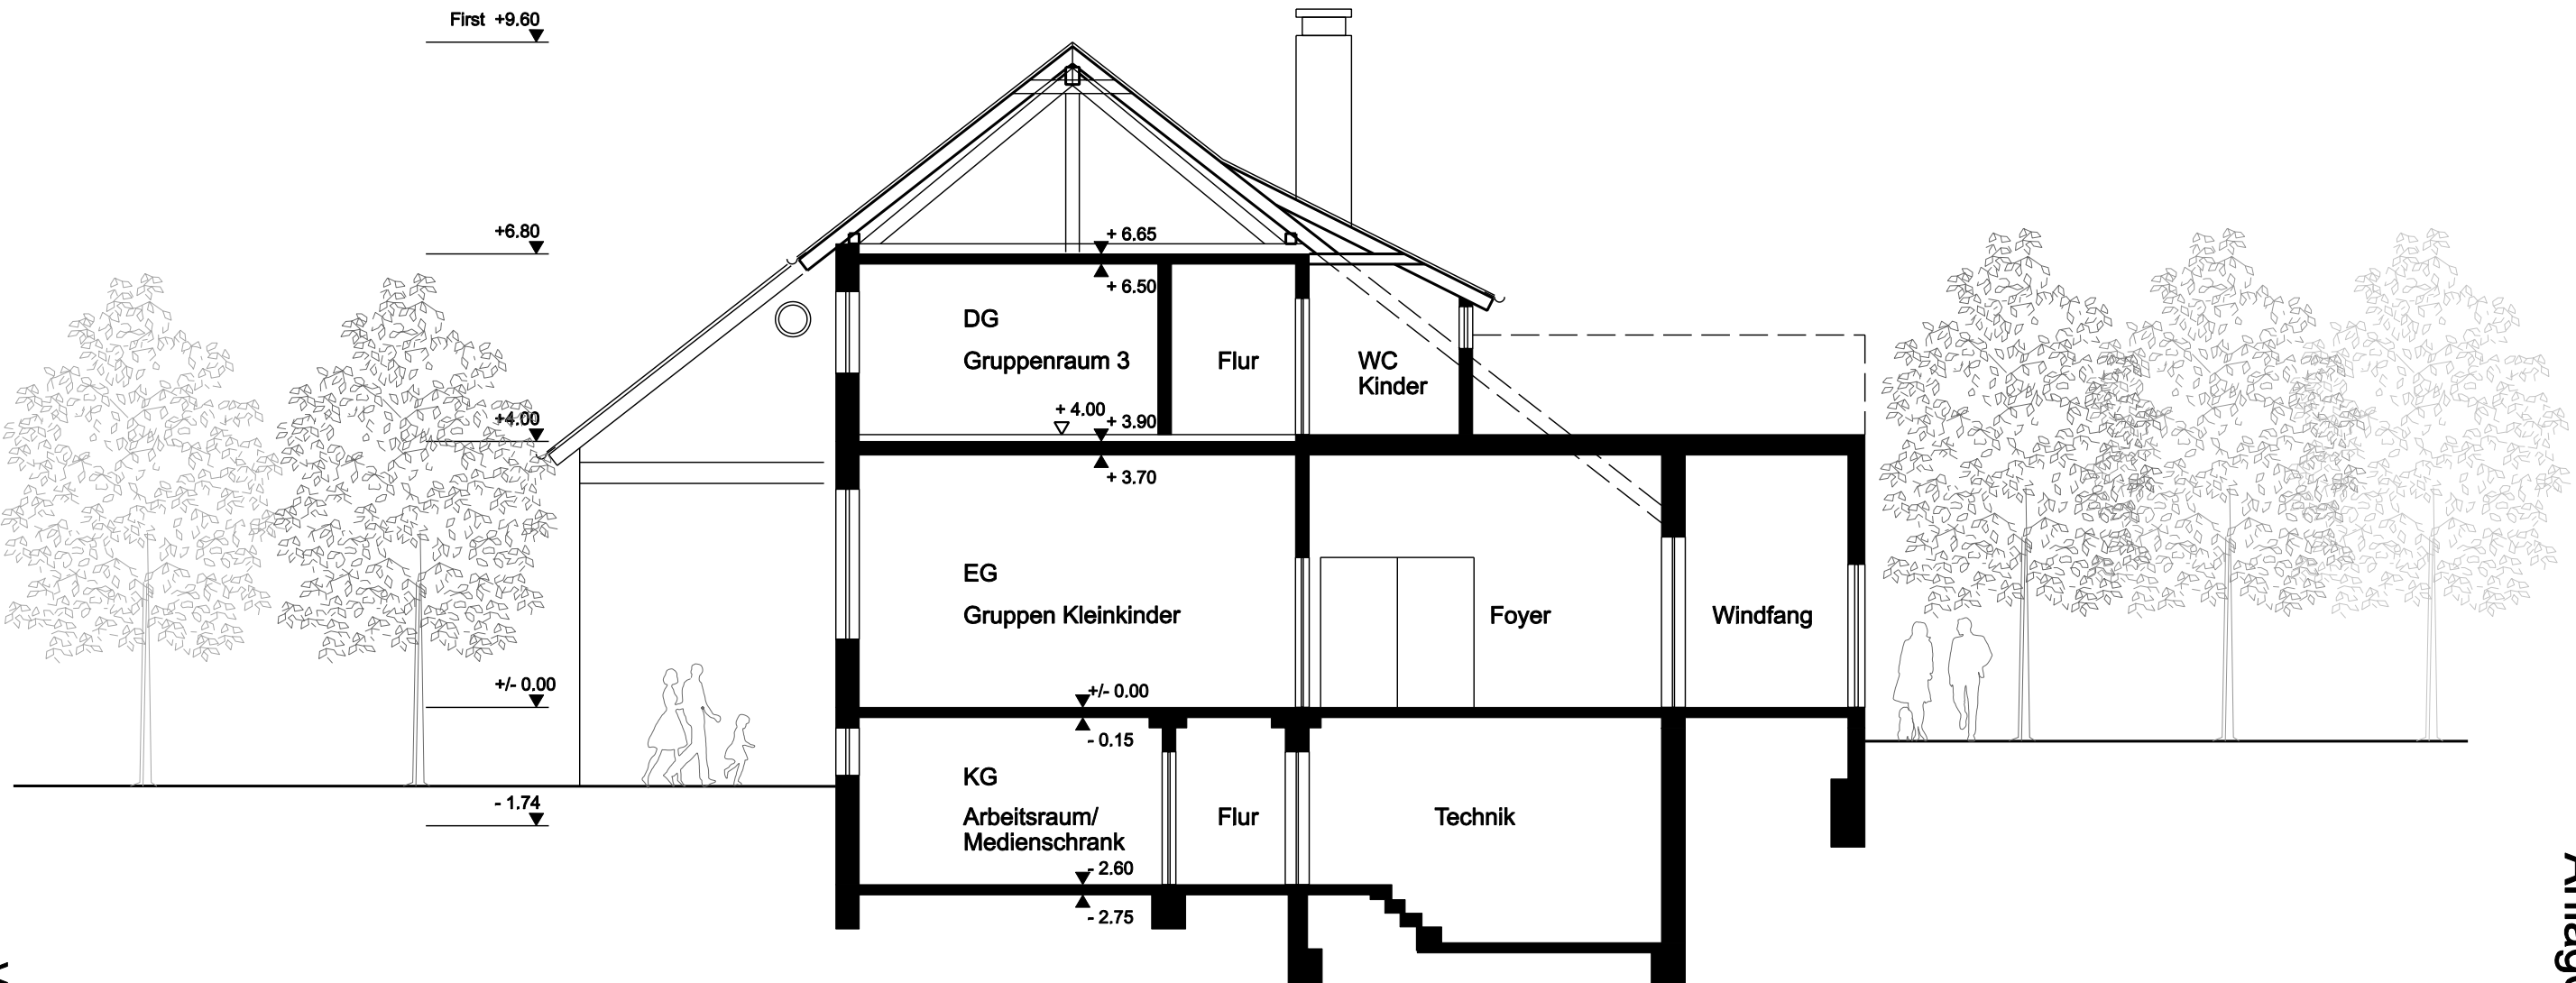 First +9.60
+6.80
+ 6.65
+ 6.50
DG
Gruppenraum 3
Flur
WC
Kinder
+4.00
+ 4.00
+ 3.90
+ 3.70
EG
Gruppen Kleinkinder
Foyer
Windfang
+/- 0.00
+/- 0.00
- 0.15
KG
Arbeitsraum/
Medienschrank
Flur
Technik
- 1.74
- 2.60
- 2.75